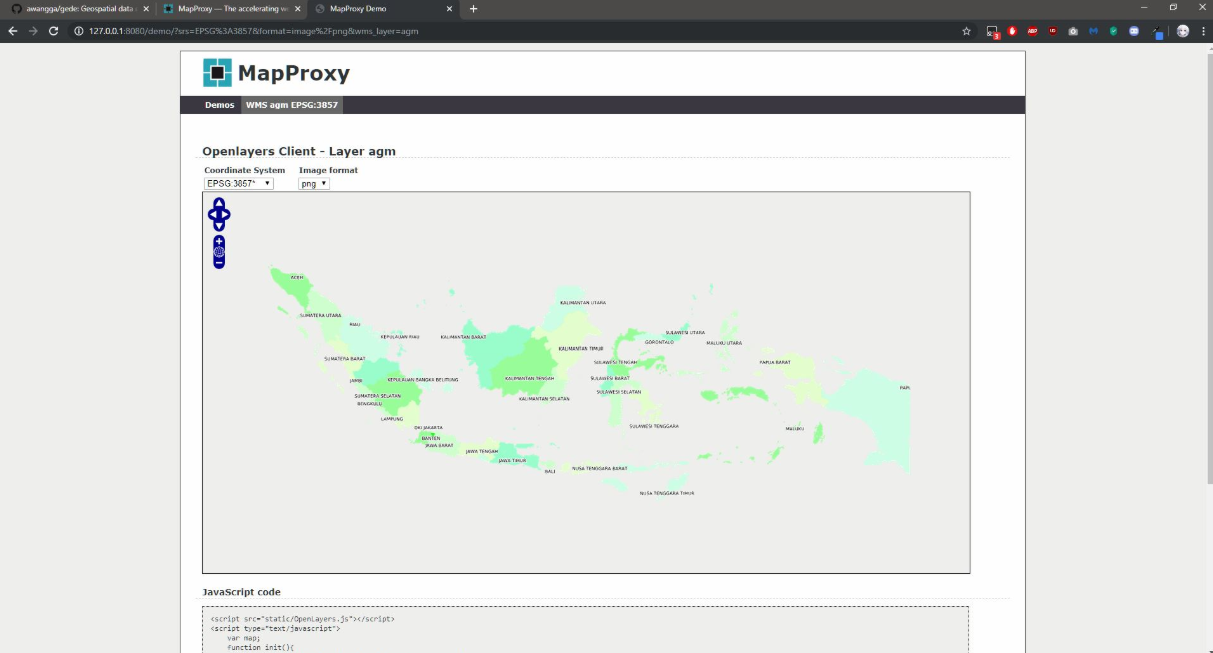 awangga/gede: Geospatial data
MapProxy — The accelerating we
MapProxy Demo
127.0.0.1:8080/demo/?srs=EPSG%3A3857&format=image%2Fpng&wms_layer=agm
3
ABP
MapProxy
Demos WMS agm EPSG:3857
Openlayers Client - Layer agm
Coordinate System Image format
EPSG:3857* png
ACEH
KALIMANTAN UTARA
SUMATERA UTARA
RIAU
SULAWESI UTARA
KEPULAUAN RIAU
KALIMANTAN BARAT
GORONTALO
MALUKU UTARA
KALIMANTAN TIMUR
SUMATERA BARAT
SULAWESI TENGAH
PAPUA BARAT
JAMBI
KEPULAUAN BANGKA BELITUNG
KALIMANTAN TENGAH
SULAWESI BARAT
PAPU
SULAWESI SELATAN
SUMATERA SELATAN
KALIMANTAN SELATAN
BENGKULU
LAMPUNG
SULAWESI TENGGARA
DKI JAKARTA
MALUKU
BANTEN
JAWA BARAT
JAWA TENGAH
JAWA TIMUR
NUSA TENGGARA BARAT
BALI
NUSA TENGGARA TIMUR
JavaScript code
<script src="static/OpenLayers.js"></script>
<script type="text/javascript">
var map;
function init(){